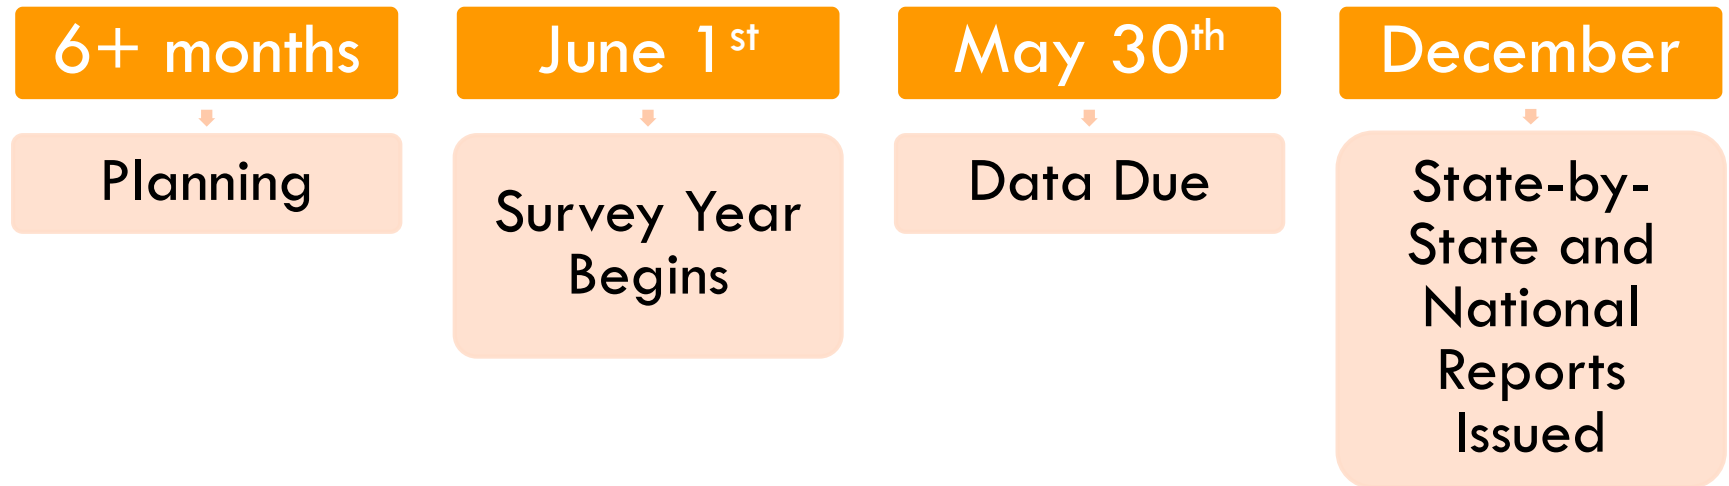 6+ months
Planning
June 1st
Survey Year
Begins
May 30th
Data Due
December
State-by-
State and
National
Reports
Issued